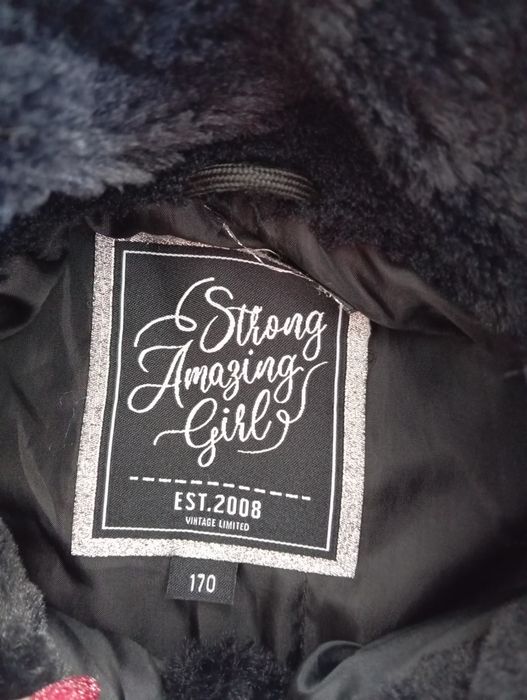 Strong
Amazing
Girl
EST.2008
VINTAGE LIMITED
170